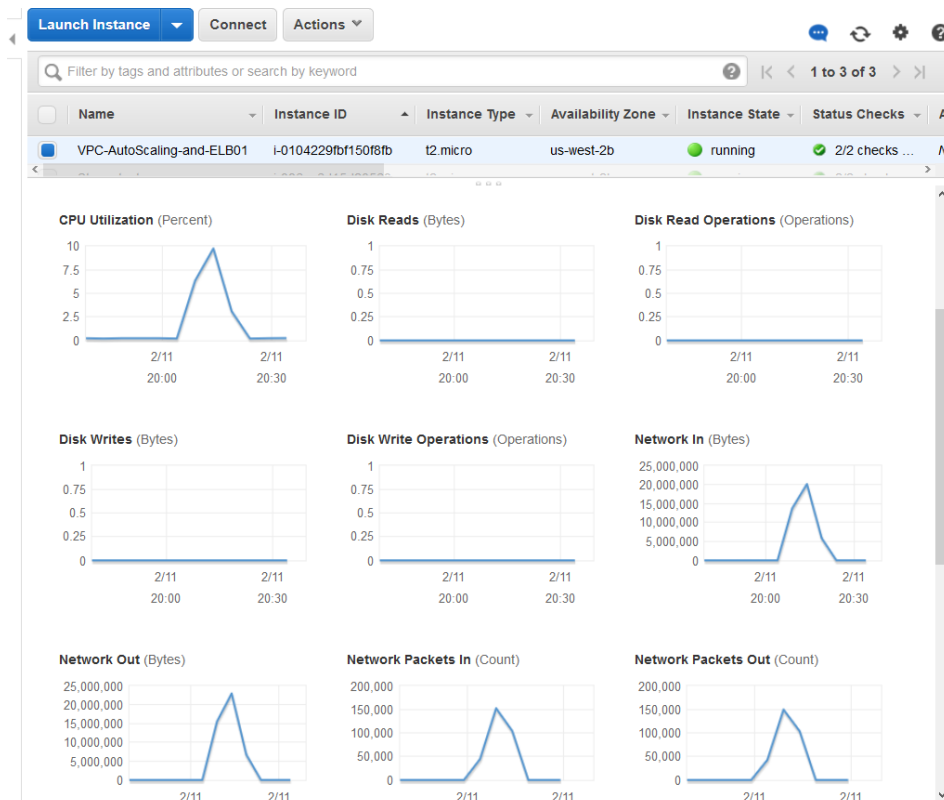 Launch Instance Connect Actions
Filter by tags and attributes or search by keyword 1 to 3 of 3
Name Instance ID Instance Type Availability Zone Instance State Status Checks
VPC-AutoScaling-and-ELB01 i-0104229fbf150f8fb t2.micro us-west-2b running 2/2 checks ...
CPU Utilization (Percent) Disk Reads (Bytes) Disk Read Operations (Operations)
10 1 1
7.5 0.75 0.75
5 0.5 0.5
2.5 0.25 0.25
0 0 0
2/11 2/11 2/11 2/11 2/11 2/11
20:00 20:30 20:00 20:30 20:00 20:30
Disk Writes (Bytes) Disk Write Operations (Operations) Network In (Bytes)
1 1 25,000,000
0.75 0.75 20,000,000
0.5 0.5 15,000,000
0.25 0.25 10,000,000
5,000,000
0 0 0
2/11 2/11 2/11 2/11 2/11 2/11
20:00 20:30 20:00 20:30 20:00 20:30
Network Out (Bytes) Network Packets In (Count) Network Packets Out (Count)
25,000,000 200,000 200,000
20,000,000 150,000 150,000
15,000,000 100,000 100,000
10,000,000 50,000 50,000
5,000,000
0 0 0
2/11 2/11 2/11 2/11 2/11 2/11